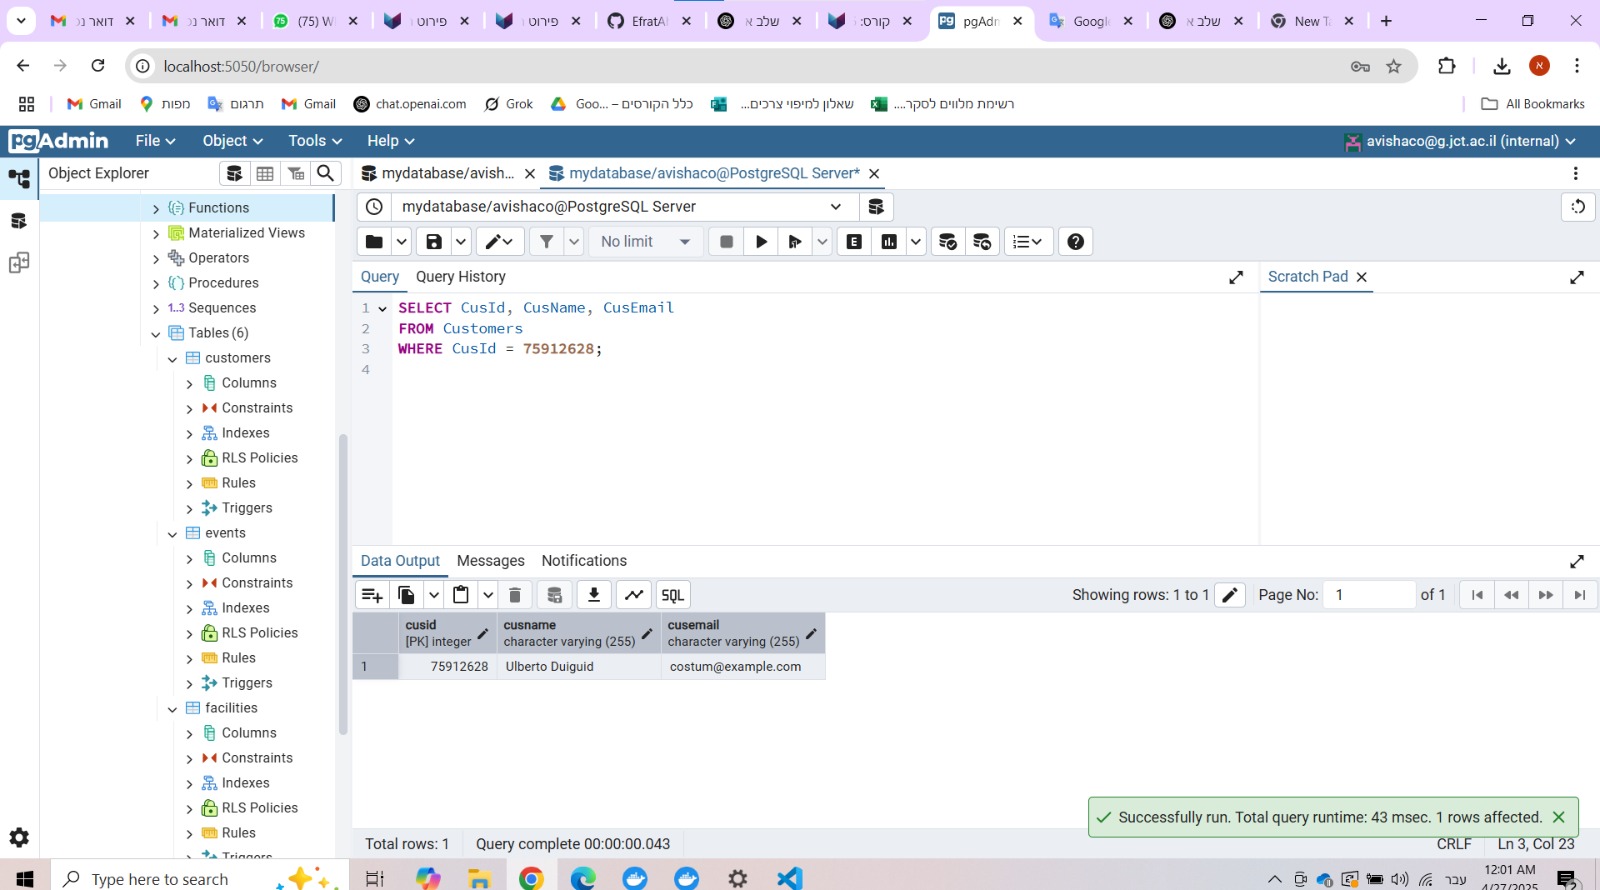 דואר נכ
דואר נכ
(75) W
פירוט ו
פירוט ו
EfratAl
שלב א
קורס: 5
pgAdn
Google
שלב א
New Ta
localhost:5050/browser/
Gmail
מפות
תרגום
Gmail
chat.openai.com
Grok
כלל הקורסים – Goo...
שאלון למיפוי צרכים...
רשימת מלווים לסקר....
All Bookmarks
pgAdmin
File
Object
Tools
Help
avishaco@g.jct.ac.il (internal)
Object Explorer
mydatabase/avish...
mydatabase/avishaco@PostgreSQL Server*
Functions
Materialized Views
Operators
Procedures
1..3 Sequences
Tables (6)
customers
Columns
Constraints
Indexes
RLS Policies
Rules
Triggers
events
Columns
Constraints
Indexes
RLS Policies
Rules
Triggers
facilities
Columns
Constraints
Indexes
RLS Policies
Rules
Triggers
mydatabase/avishaco@PostgreSQL Server
No limit
Query
Query History
Scratch Pad
1 SELECT CusId, CusName, CusEmail
2 FROM Customers
3 WHERE CusId = 75912628;
4
Data Output
Messages
Notifications
SQL
Showing rows: 1 to 1
Page No: 1 of 1
cusid
[PK] integer
cusname
character varying (255)
cusemail
character varying (255)
1 75912628 Ulberto Duiguid costum@example.com
Successfully run. Total query runtime: 43 msec. 1 rows affected.
Total rows: 1
Query complete 00:00:00.043
CRLF
Ln 3, Col 23
Type here to search
עבר
12:01 AM
4/27/2025